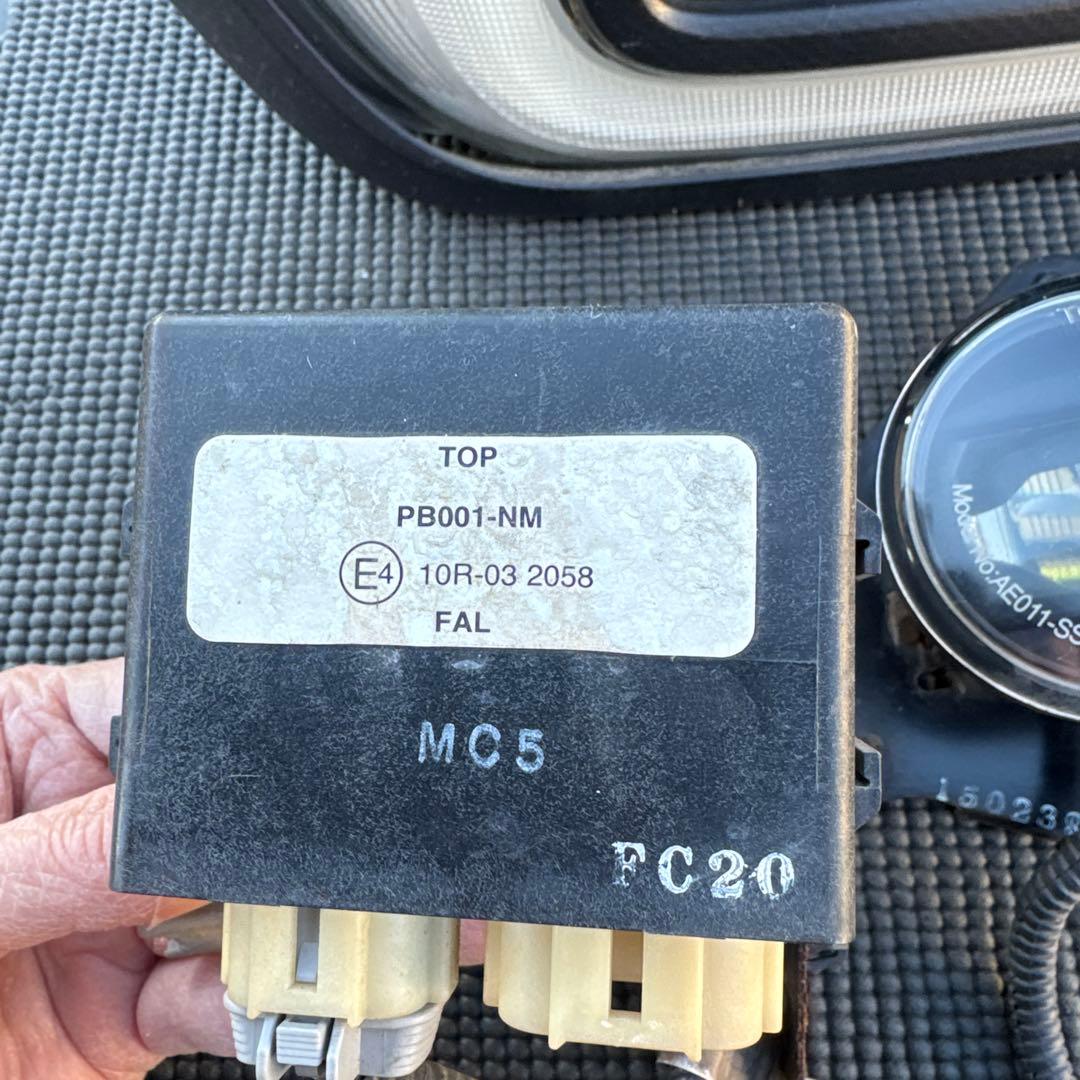 TOP
PB001-NM
E4 10R-03 2058
FAL
MC5
FC20